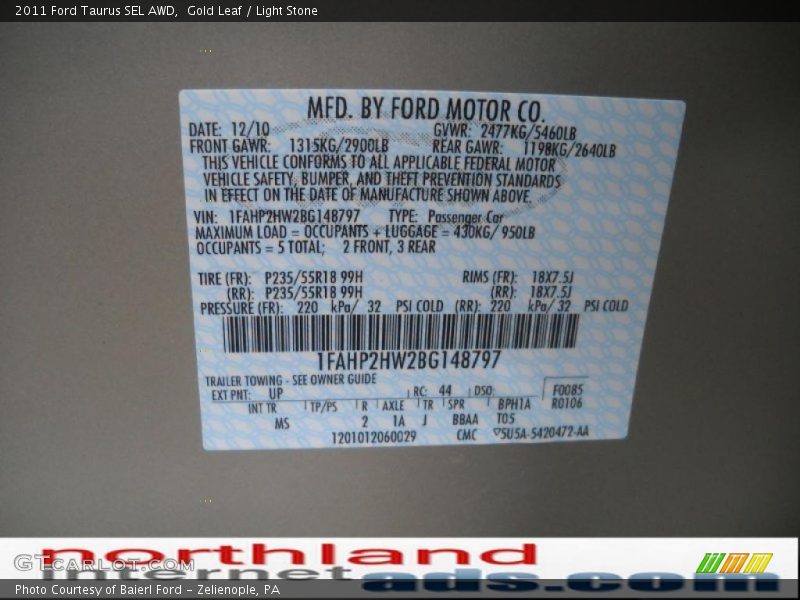 2011 Ford Taurus SEL AWD,  Gold Leaf / Light Stone
MFD. BY FORD MOTOR CO.
DATE: 12/10 GVWR: 2477KG/5460LB
FRONT GAWR: 1315KG/2900LB REAR GAWR: 1198KG/2640LB
THIS VEHICLE CONFORMS TO ALL APPLICABLE FEDERAL MOTOR
VEHICLE SAFETY, BUMPER, AND THEFT PREVENTION STANDARDS
IN EFFECT ON THE DATE OF MANUFACTURE SHOWN ABOVE.
VIN: 1FAHP2HW2BG148797 TYPE: Passenger Car
MAXIMUM LOAD = OCCUPANTS + LUGGAGE = 430KG/ 950LB
OCCUPANTS = 5 TOTAL; 2 FRONT, 3 REAR
TIRE (FR): P235/55R18 99H RIMS (FR): 18X7.5J
(RR): P235/55R18 99H (RR): 18X7.5J
PRESSURE (FR): 220 kPa/ 32 PSI COLD (RR): 220 kPa/ 32 PSI COLD
1FAHP2HW2BG148797
TRAILER TOWING - SEE OWNER GUIDE
EXT PNT: UP RC: 44 DSO: F0085
INT TR TP/PS R AXLE TR SPR BPH1A R0106
MS 2 1A J BBAA T05
1201012060029 CMC 5U5A-5420472-AA
northland
internet ads.com
GTCARLOT.COM
Photo Courtesy of Baierl Ford - Zelienople, PA